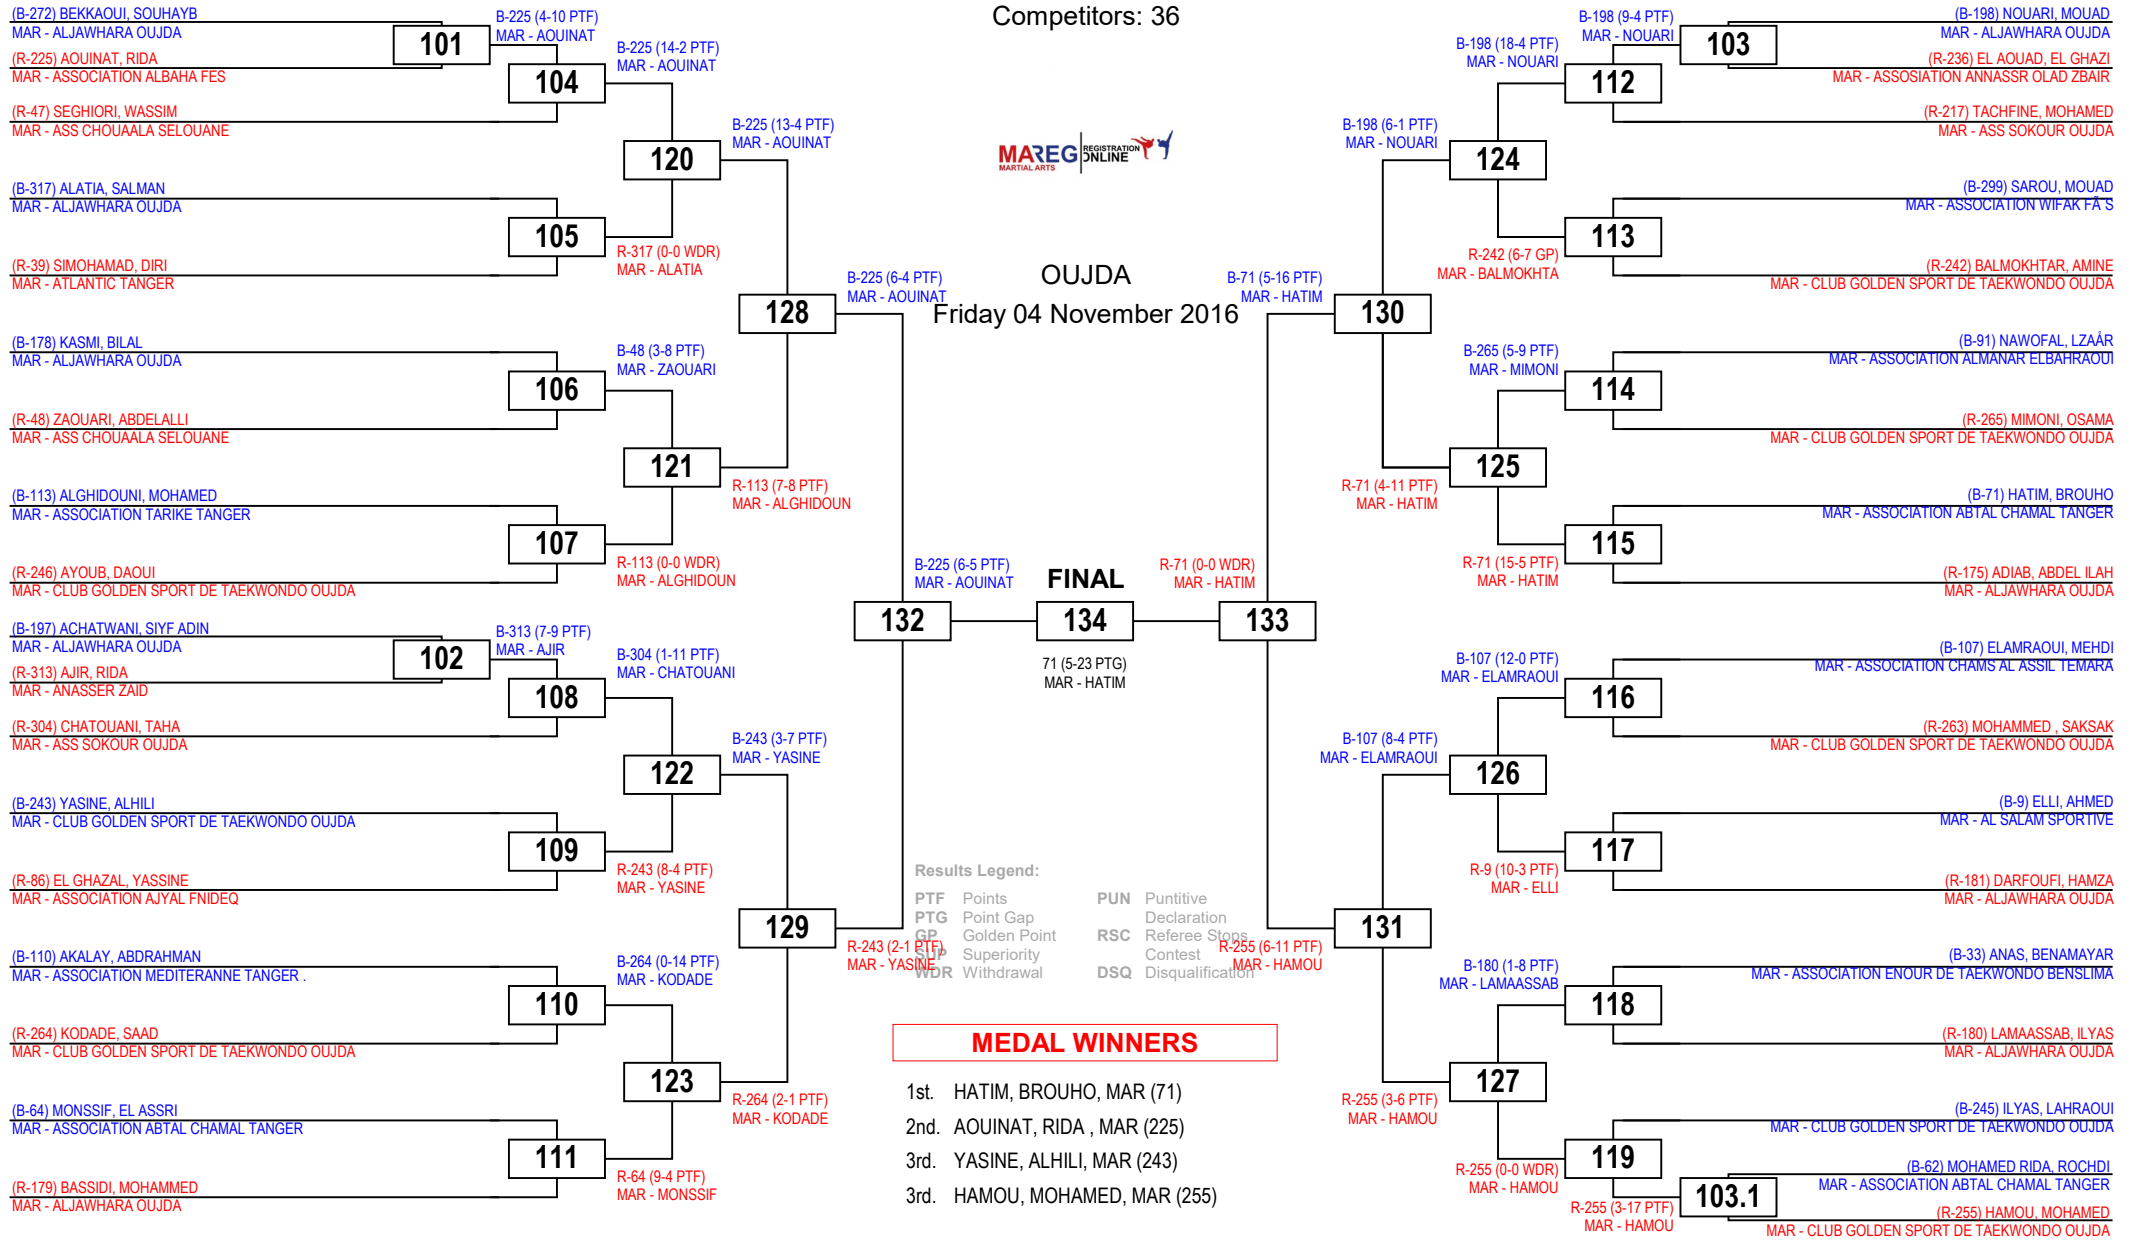 Competitors: 36
MAREG REGISTRATION ONLINE
MARTIAL ARTS
OUJDA
Friday 04 November 2016
(B-272) BEKKAOUI, SOUHAYB
MAR - ALJAWHARA OUJDA
101
(R-225) AOUINAT, RIDA
MAR - ASSOCIATION ALBAHA FES
B-225 (4-10 PTF)
MAR - AOUINAT
104
(R-47) SEGHIORI, WASSIM
MAR - ASS CHOUAALA SELOUANE
B-225 (14-2 PTF)
MAR - AOUINAT
120
(B-317) ALATIA, SALMAN
MAR - ALJAWHARA OUJDA
105
(R-39) SIMOHAMAD, DIRI
MAR - ATLANTIC TANGER
R-317 (0-0 WDR)
MAR - ALATIA
B-225 (13-4 PTF)
MAR - AOUINAT
128
(B-178) KASMI, BILAL
MAR - ALJAWHARA OUJDA
106
(R-48) ZAOUARI, ABDELALLI
MAR - ASS CHOUAALA SELOUANE
B-48 (3-8 PTF)
MAR - ZAOUARI
121
(B-113) ALGHIDOUNI, MOHAMED
MAR - ASSOCIATION TARIKE TANGER
107
(R-246) AYOUB, DAOUI
MAR - CLUB GOLDEN SPORT DE TAEKWONDO OUJDA
R-113 (0-0 WDR)
MAR - ALGHIDOUN
R-113 (7-8 PTF)
MAR - ALGHIDOUN
B-225 (6-4 PTF)
MAR - AOUINAT
132
(B-197) ACHATWANI, SIYF ADIN
MAR - ALJAWHARA OUJDA
102
(R-313) AJIR, RIDA
MAR - ANASSER ZAID
B-313 (7-9 PTF)
MAR - AJIR
108
(R-304) CHATOUANI, TAHA
MAR - ASS SOKOUR OUJDA
B-304 (1-11 PTF)
MAR - CHATOUANI
122
(B-243) YASINE, ALHILI
MAR - CLUB GOLDEN SPORT DE TAEKWONDO OUJDA
109
(R-86) EL GHAZAL, YASSINE
MAR - ASSOCIATION AJYAL FNIDEQ
R-243 (8-4 PTF)
MAR - YASINE
B-243 (3-7 PTF)
MAR - YASINE
129
(B-110) AKALAY, ABDRAHMAN
MAR - ASSOCIATION MEDITERANNE TANGER .
110
(R-264) KODADE, SAAD
MAR - CLUB GOLDEN SPORT DE TAEKWONDO OUJDA
B-264 (0-14 PTF)
MAR - KODADE
123
(B-64) MONSSIF, EL ASSRI
MAR - ASSOCIATION ABTAL CHAMAL TANGER
111
(R-179) BASSIDI, MOHAMMED
MAR - ALJAWHARA OUJDA
R-64 (9-4 PTF)
MAR - MONSSIF
R-264 (2-1 PTF)
MAR - KODADE
R-243 (2-1 PTF)
MAR - YASINE
B-225 (6-5 PTF)
MAR - AOUINAT
FINAL
134
71 (5-23 PTG)
MAR - HATIM
R-71 (0-0 WDR)
MAR - HATIM
133
B-71 (5-16 PTF)
MAR - HATIM
130
B-198 (6-1 PTF)
MAR - NOUARI
124
B-198 (18-4 PTF)
MAR - NOUARI
112
B-198 (9-4 PTF)
MAR - NOUARI
103
(B-198) NOUARI, MOUAD
MAR - ALJAWHARA OUJDA
(R-236) EL AOUAD, EL GHAZI
MAR - ASSOSIATION ANNASSR OLAD ZBAIR
(R-217) TACHFINE, MOHAMED
MAR - ASS SOKOUR OUJDA
(B-299) SAROU, MOUAD
MAR - ASSOCIATION WIFAK FÃ S
113
R-242 (6-7 GP)
MAR - BALMOKHTA
(R-242) BALMOKHTAR, AMINE
MAR - CLUB GOLDEN SPORT DE TAEKWONDO OUJDA
(B-91) NAWOFAL, LZAÂR
MAR - ASSOCIATION ALMANAR ELBAHRAOUI
B-265 (5-9 PTF)
MAR - MIMONI
114
(R-265) MIMONI, OSAMA
MAR - CLUB GOLDEN SPORT DE TAEKWONDO OUJDA
R-71 (4-11 PTF)
MAR - HATIM
125
(B-71) HATIM, BROUHO
MAR - ASSOCIATION ABTAL CHAMAL TANGER
115
R-71 (15-5 PTF)
MAR - HATIM
(R-175) ADIAB, ABDEL ILAH
MAR - ALJAWHARA OUJDA
(B-107) ELAMRAOUI, MEHDI
MAR - ASSOCIATION CHAMS AL ASSIL TEMARA
B-107 (12-0 PTF)
MAR - ELAMRAOUI
116
(R-263) MOHAMMED , SAKSAK
MAR - CLUB GOLDEN SPORT DE TAEKWONDO OUJDA
B-107 (8-4 PTF)
MAR - ELAMRAOUI
126
(B-9) ELLI, AHMED
MAR - AL SALAM SPORTIVE
117
R-9 (10-3 PTF)
MAR - ELLI
(R-181) DARFOUFI, HAMZA
MAR - ALJAWHARA OUJDA
131
R-255 (6-11 PTF)
MAR - HAMOU
(B-33) ANAS, BENAMAYAR
MAR - ASSOCIATION ENOUR DE TAEKWONDO BENSLIMA
B-180 (1-8 PTF)
MAR - LAMAASSAB
118
(R-180) LAMAASSAB, ILYAS
MAR - ALJAWHARA OUJDA
127
R-255 (3-6 PTF)
MAR - HAMOU
(B-245) ILYAS, LAHRAOUI
MAR - CLUB GOLDEN SPORT DE TAEKWONDO OUJDA
119
R-255 (0-0 WDR)
MAR - HAMOU
(B-62) MOHAMED RIDA, ROCHDI
MAR - ASSOCIATION ABTAL CHAMAL TANGER
103.1
R-255 (3-17 PTF)
MAR - HAMOU
(R-255) HAMOU, MOHAMED
MAR - CLUB GOLDEN SPORT DE TAEKWONDO OUJDA
Results Legend:
PTF Points
PTG Point Gap
GP Golden Point
SUP Superiority
WDR Withdrawal
PUN Puntitive
Declaration
RSC Referee Stops
Contest
DSQ Disqualification
MEDAL WINNERS
1st. HATIM, BROUHO, MAR (71)
2nd. AOUINAT, RIDA , MAR (225)
3rd. YASINE, ALHILI, MAR (243)
3rd. HAMOU, MOHAMED, MAR (255)